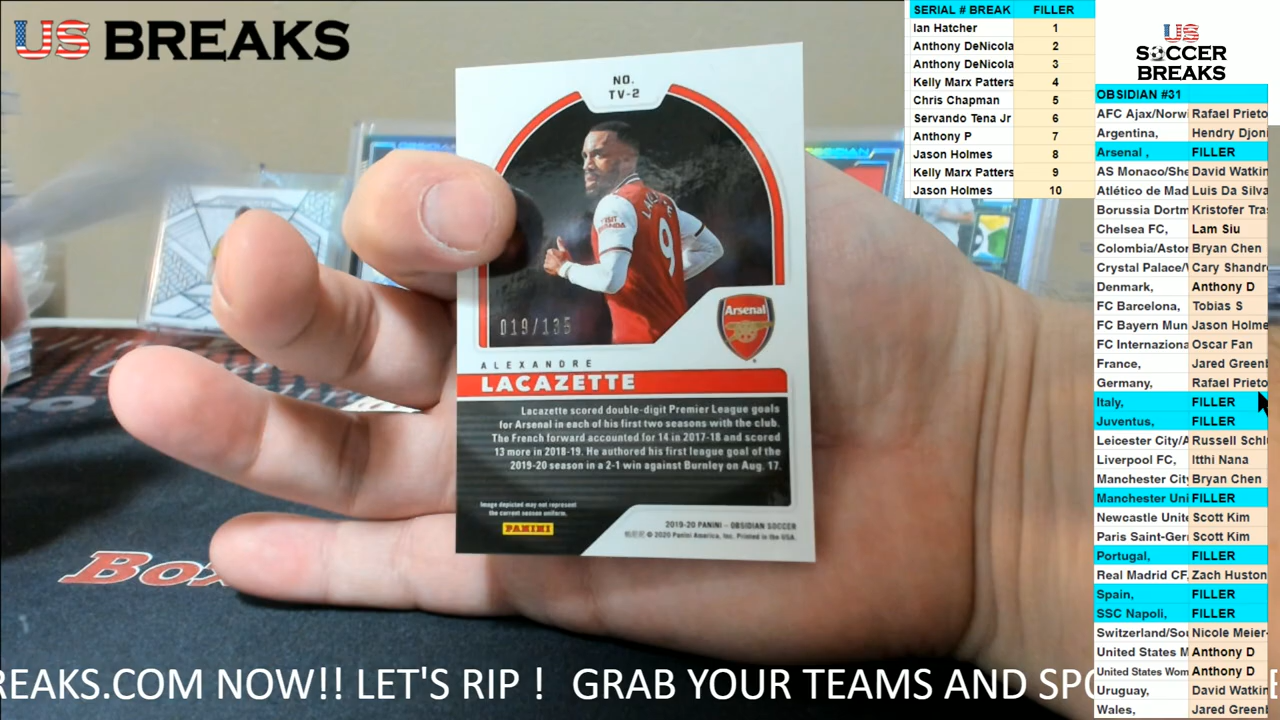 US BREAKS
SERIAL # BREAK FILLER
Ian Hatcher 1
Anthony DeNicola 2
Anthony DeNicola 3
Kelly Marx Patters 4
Chris Chapman 5
Servando Tena Jr 6
Anthony P 7
Jason Holmes 8
Kelly Marx Patters 9
Jason Holmes 10
US
SOCCER
BREAKS
OBSIDIAN #31
AFC Ajax/Norwi Rafael Prieto
Argentina, Hendry Djoni
Arsenal , FILLER
AS Monaco/She David Watkin
Atlético de Mad Luis Da Silva
Borussia Dortm Kristofer Tra
Chelsea FC, Lam Siu
Colombia/Astor Bryan Chen
Crystal Palace/ Cary Shandr
Denmark, Anthony D
FC Barcelona, Tobias S
FC Bayern Mun Jason Holme
FC Internaziona Oscar Fan
France, Jared Greenb
Germany, Rafael Prieto
Italy, FILLER
Juventus, FILLER
Leicester City/A Russell Schl
Liverpool FC, Itthi Nana
Manchester City Bryan Chen
Manchester Uni FILLER
Newcastle Unite Scott Kim
Paris Saint-Ger Scott Kim
Portugal, FILLER
Real Madrid CF, Zach Huston
Spain, FILLER
SSC Napoli, FILLER
Switzerland/Sou Nicole Meier-
United States M Anthony D
United States Wom Anthony D
Uruguay, David Watkin
Wales, Jared Greenb
NO.
TV-2
LACA
9
VISIT
RWANDA
019/135
Arsenal
ALEXANDRE
LACAZETTE
Lacazette scored double-digit Premier League goals
for Arsenal in each of his first two seasons with the club.
The French forward accounted for 14 in 2017-18 and scored
13 more in 2018-19. He authored his first league goal of the
2019-20 season in a 2-1 win against Burnley on Aug. 17.
Image depicted may not represent
the current season uniform.
PANINI
2019-20 PANINI - OBSIDIAN SOCCER
© 2020 Panini America, Inc. Printed in the USA.
OBSIDIAN
Box
REAKS.COM NOW!! LET'S RIP ! GRAB YOUR TEAMS AND SPO